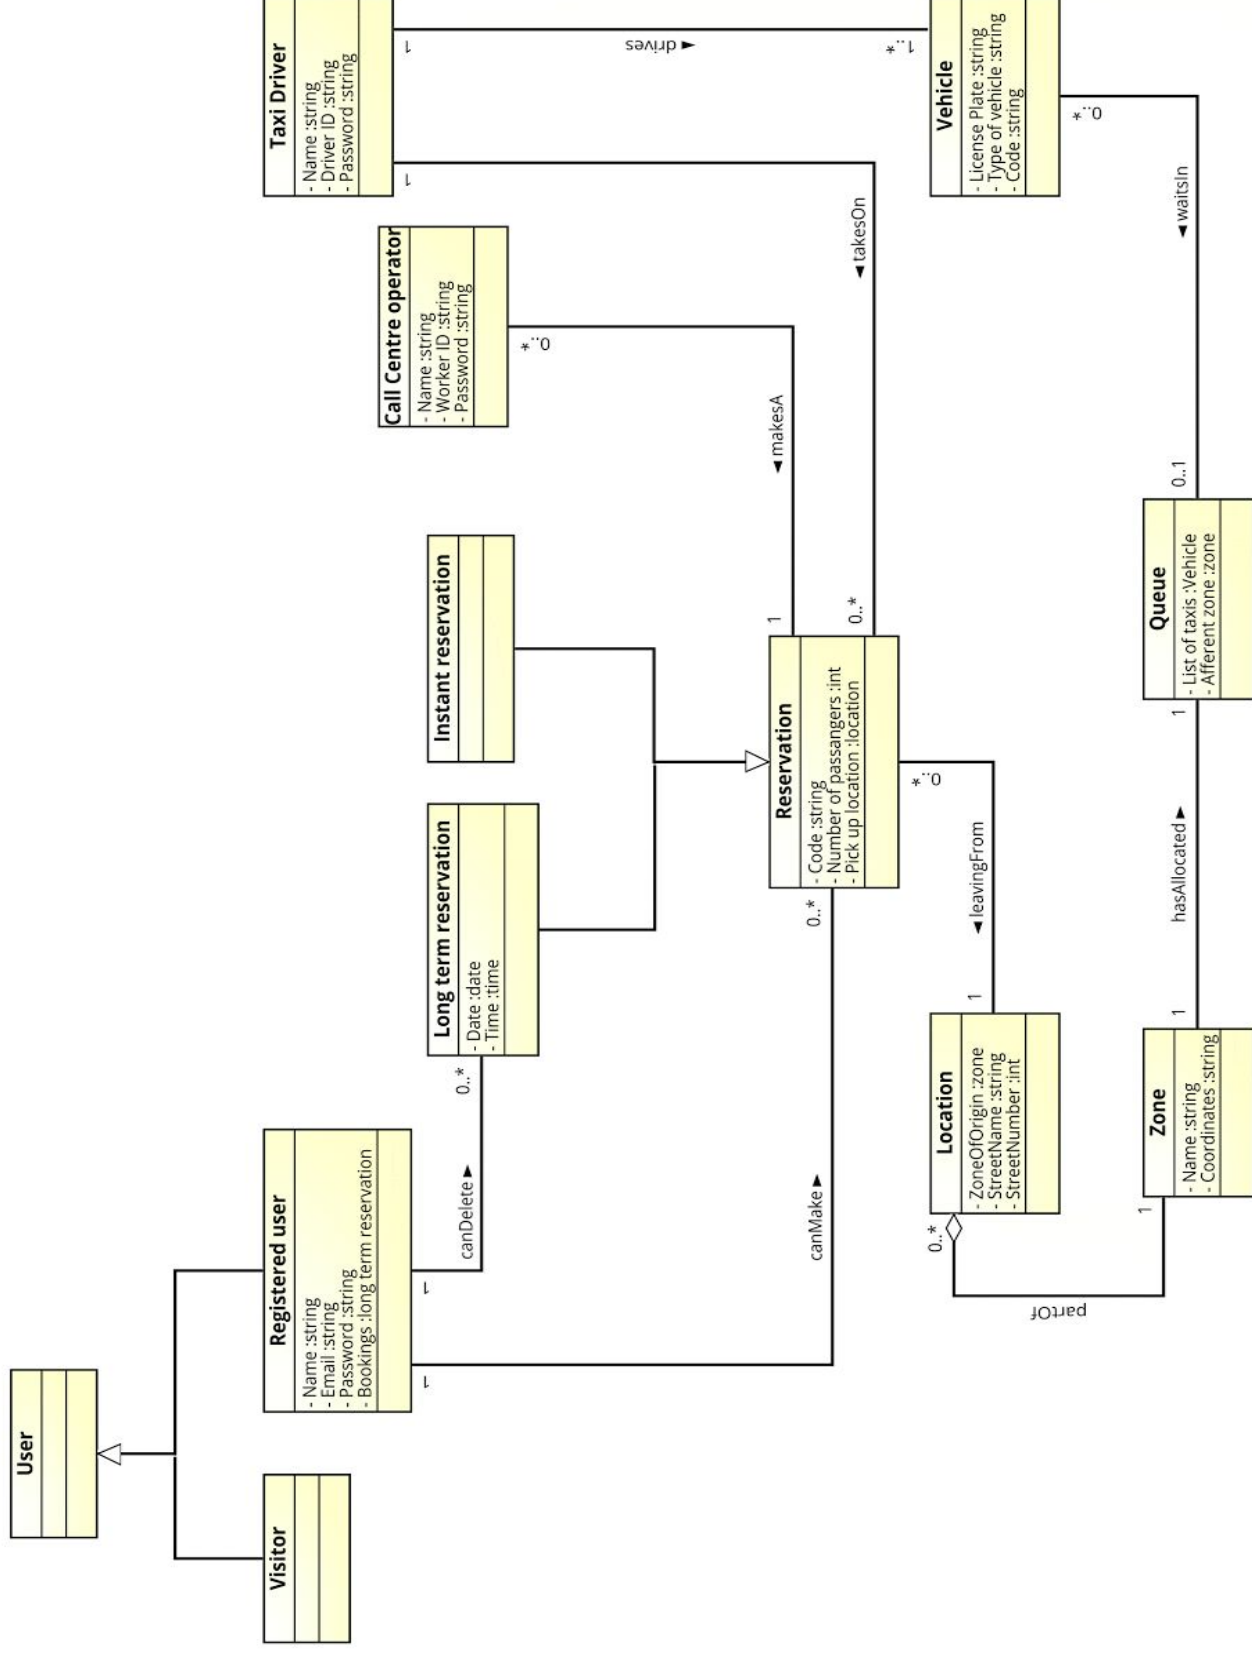 User
Visitor
Registered user
- Name :string
- Email :string
- Password :string
- Bookings :long term reservation
1
1
canDelete ►
0..*
canMake ►
0..*
Long term reservation
- Date :date
- Time :time
Instant reservation
Call Centre operator
- Name :string
- Worker ID :string
- Password :string
0..*
◄ makesA
1
Taxi Driver
- Name :string
- Driver ID :string
- Password :string
1
1
◄ drives
1..*
◄ takesOn
0..*
Reservation
- Code :string
- Number of passangers :int
- Pick up location :location
0..*
◄ leavingFrom
1
Vehicle
- License Plate :string
- Type of vehicle :string
- Code :string
0..*
◄ waitsIn
0..1
Location
- ZoneOfOrigin :zone
- StreetName :string
- StreetNumber :int
0..*
partOf
1
Zone
- Name :string
- Coordinates :string
1
hasAllocated ►
1
Queue
- List of taxis :Vehicle
- Afferent zone :zone